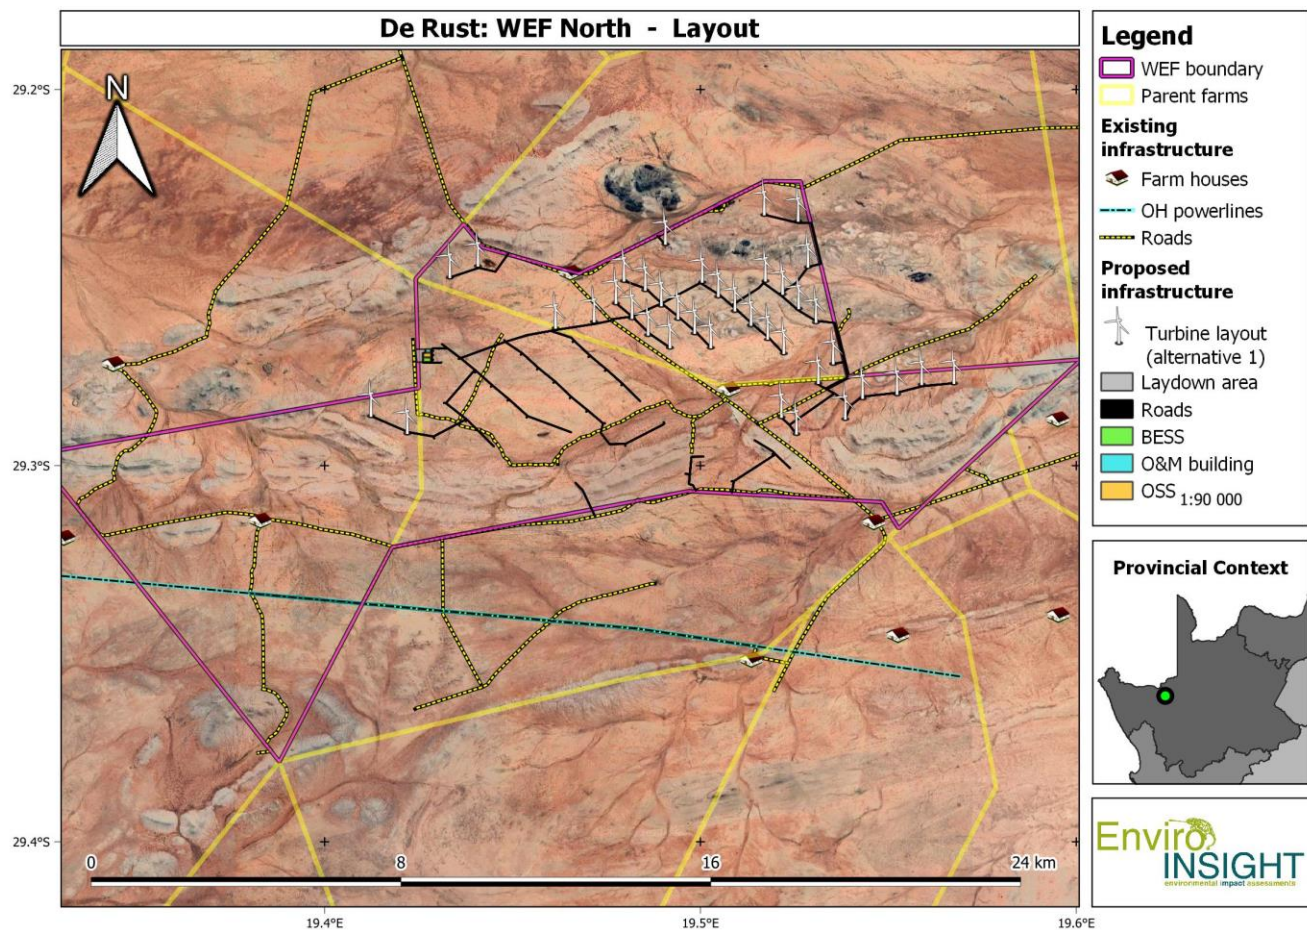 De Rust: WEF North - Layout
29.2°S
29.3°S
29.4°S
N
0
8
16
24 km
19.4°E
19.5°E
19.6°E
Legend
WEF boundary
Parent farms
Existing
infrastructure
Farm houses
OH powerlines
Roads
Proposed
infrastructure
Turbine layout
(alternative 1)
Laydown area
Roads
BESS
O&M building
OSS 1:90 000
Provincial Context
Enviro
INSIGHT
environmental impact assessments